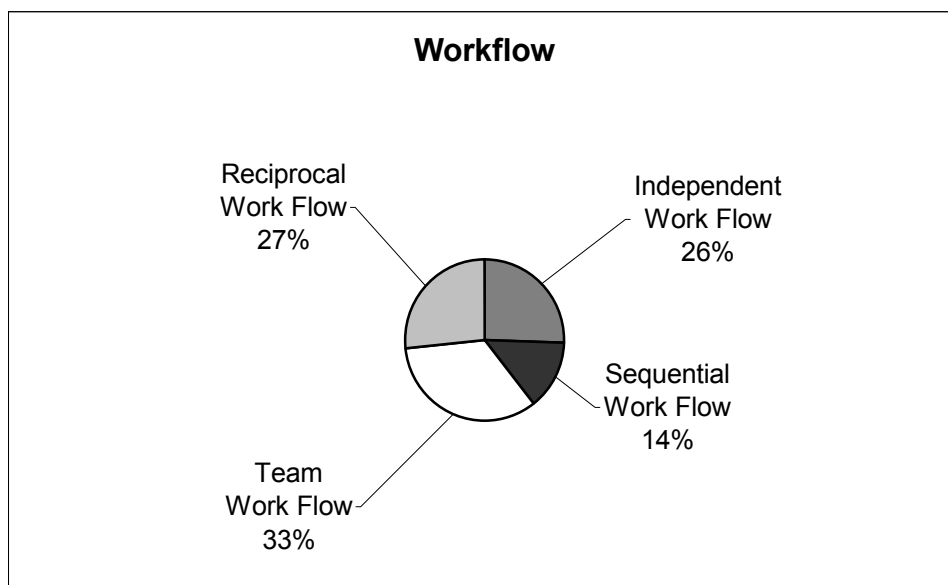 Workflow
Reciprocal
Work Flow
27%
Independent
Work Flow
26%
Sequential
Work Flow
14%
Team
Work Flow
33%